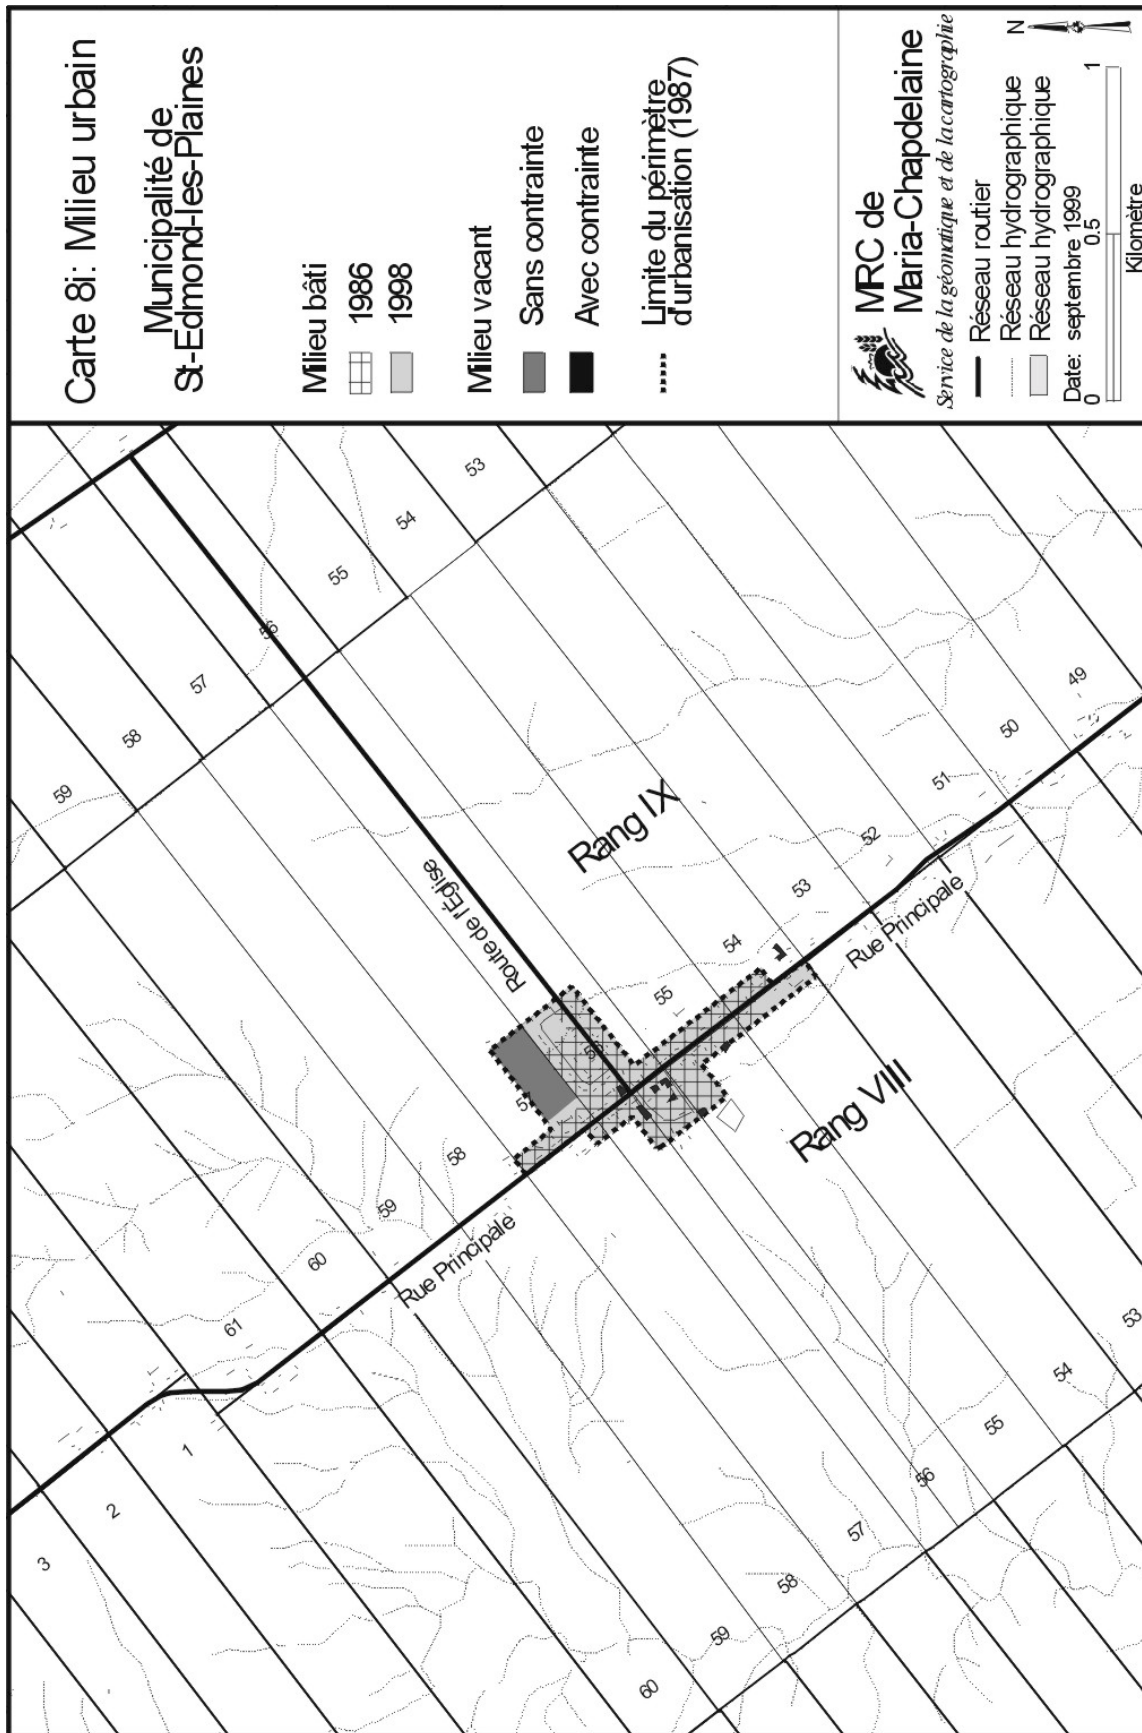 Carte 8i: Milieu urbain
Municipalité de
St-Edmond-les-Plaines
Milieu bâti
1986
1998
Milieu vacant
Sans contrainte
Avec contrainte
Limite du périmètre
d'urbanisation (1987)
MRC de
Maria-Chapdelaine
Service de la géomatique et de la cartographie
Réseau routier
Réseau hydrographique
Réseau hydrographique
Date: septembre 1999
N
0
0.5
1
Kilomètre
59
58
57
56
55
54
53
Route de l'Église
Rang IX
61
60
59
58
55
54
53
52
51
50
49
Rue Principale
Rue Principale
Rang VIII
3
2
1
60
59
58
57
56
55
54
53